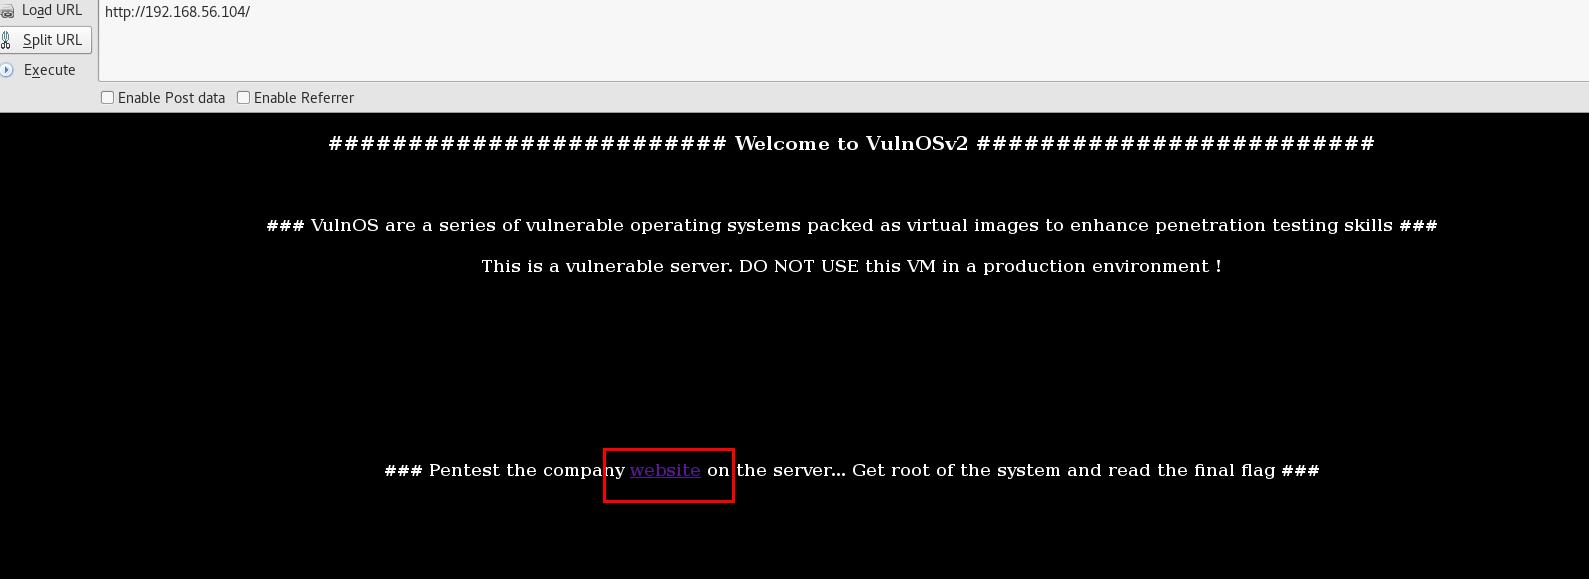 Load URL
http://192.168.56.104/
Split URL
Execute
Enable Post data Enable Referrer
######################### Welcome to VulnOSv2 #########################
### VulnOS are a series of vulnerable operating systems packed as virtual images to enhance penetration testing skills ###
This is a vulnerable server. DO NOT USE this VM in a production environment !
### Pentest the company website on the server... Get root of the system and read the final flag ###